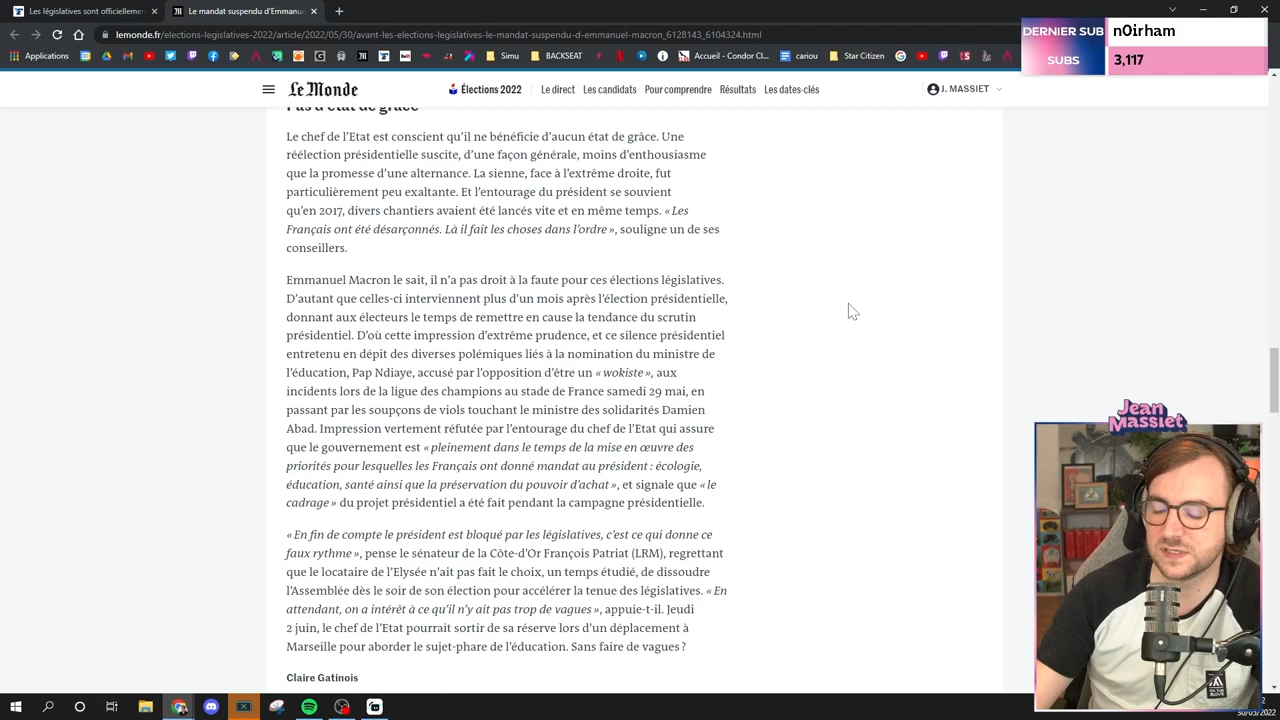 Les législatives sont officiellemen
Le mandat suspendu d'Emmanue
lemonde.fr/elections-legislatives-2022/article/2022/05/30/avant-les-elections-legislatives-le-mandat-suspendu-d-emmanuel-macron_6128143_6104324.html
Applications
Simu
BACKSEAT
Accueil - Condor Cl...
cariou
Star Citizen
DERNIER SUB
n0irham
SUBS
3,117
Le Monde
Élections 2022
Le direct
Les candidats
Pour comprendre
Résultats
Les dates-clés
J. MASSIET
Pas d'état de grâce
Le chef de l'Etat est conscient qu'il ne bénéficie d'aucun état de grâce. Une
réélection présidentielle suscite, d'une façon générale, moins d'enthousiasme
que la promesse d'une alternance. La sienne, face à l'extrême droite, fut
particulièrement peu exaltante. Et l'entourage du président se souvient
qu'en 2017, divers chantiers avaient été lancés vite et en même temps. « Les
Français ont été désarçonnés. Là il fait les choses dans l'ordre », souligne un de ses
conseillers.
Emmanuel Macron le sait, il n'a pas droit à la faute pour ces élections législatives.
D'autant que celles-ci interviennent plus d'un mois après l'élection présidentielle,
donnant aux électeurs le temps de remettre en cause la tendance du scrutin
présidentiel. D'où cette impression d'extrême prudence, et ce silence présidentiel
entretenu en dépit des diverses polémiques liés à la nomination du ministre de
l'éducation, Pap Ndiaye, accusé par l'opposition d'être un « wokiste », aux
incidents lors de la ligue des champions au stade de France samedi 29 mai, en
passant par les soupçons de viols touchant le ministre des solidarités Damien
Abad. Impression vertement réfutée par l'entourage du chef de l'Etat qui assure
que le gouvernement est « pleinement dans le temps de la mise en œuvre des
priorités pour lesquelles les Français ont donné mandat au président : écologie,
éducation, santé ainsi que la préservation du pouvoir d'achat », et signale que « le
cadrage » du projet présidentiel a été fait pendant la campagne présidentielle.
« En fin de compte le président est bloqué par les législatives, c'est ce qui donne ce
faux rythme », pense le sénateur de la Côte-d'Or François Patriat (LRM), regrettant
que le locataire de l'Elysée n'ait pas fait le choix, un temps étudié, de dissoudre
l'Assemblée dès le soir de son élection pour accélérer la tenue des législatives. « En
attendant, on a intérêt à ce qu'il n'y ait pas trop de vagues », appuie-t-il. Jeudi
2 juin, le chef de l'Etat pourrait sortir de sa réserve lors d'un déplacement à
Marseille pour aborder le sujet-phare de l'éducation. Sans faire de vagues ?
Claire Gatinois
Jean
Massiet
30/05/2022